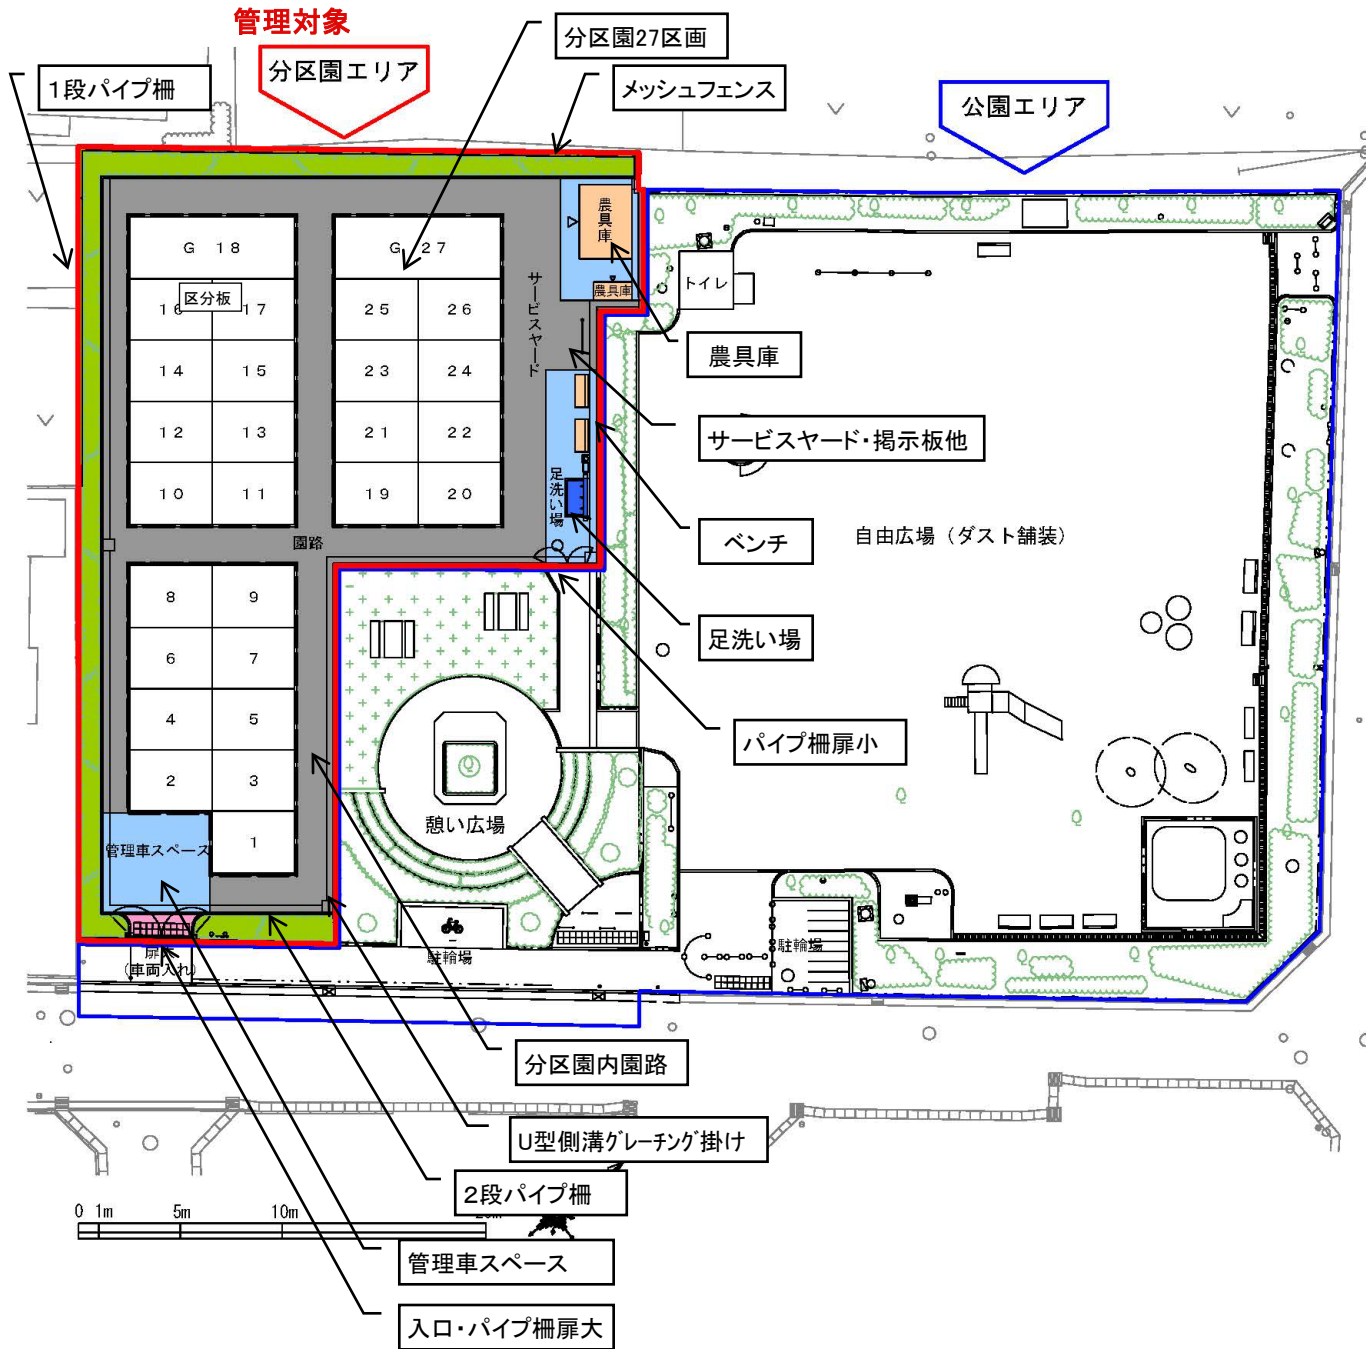 管理対象
分区園エリア
分区園27区画
1段パイプ柵
メッシュフェンス
公園エリア
農具庫
G 18
G 27
トイレ
サービスヤード
農具庫
区分板
16
17
25
26
農具庫
14
15
23
24
サービスヤード・掲示板他
12
13
21
22
足洗い場
10
11
19
20
ベンチ
自由広場（ダスト舗装）
園路
8
9
足洗い場
6
7
4
5
パイプ柵扉小
2
3
憩い広場
1
管理車スペース
駐輪場
駐輪場
扉
（車両入れ）
分区園内園路
U型側溝グレーチング掛け
2段パイプ柵
0 1m 5m 10m
管理車スペース
入口・パイプ柵扉大